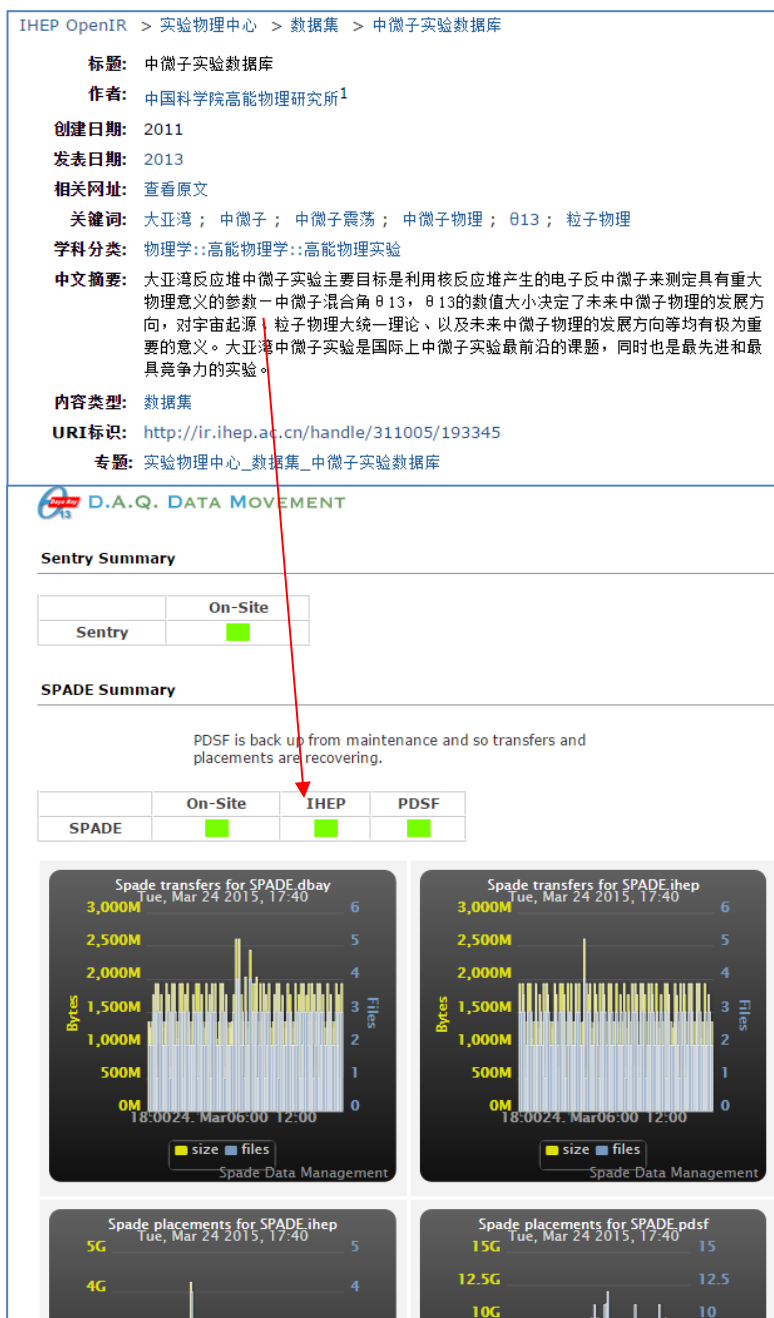 IHEP OpenIR > 实验物理中心 > 数据集 > 中微子实验数据库
标题: 中微子实验数据库
作者: 中国科学院高能物理研究所1
创建日期: 2011
发表日期: 2013
相关网址: 查看原文
关键词: 大亚湾； 中微子； 中微子震荡； 中微子物理； θ13； 粒子物理
学科分类: 物理学::高能物理学::高能物理实验
中文摘要: 大亚湾反应堆中微子实验主要目标是利用核反应堆产生的电子反中微子来测定具有重大
物理意义的参数－中微子混合角θ13，θ13的数值大小决定了未来中微子物理的发展方
向，对宇宙起源、粒子物理大统一理论、以及未来中微子物理的发展方向等均有极为重
要的意义。大亚湾中微子实验是国际上中微子实验最前沿的课题，同时也是最先进和最
具竞争力的实验。
内容类型: 数据集
URI标识: http://ir.ihep.ac.cn/handle/311005/193345
专题: 实验物理中心_数据集_中微子实验数据库
Daya Bay 13 D.A.Q. DATA MOVEMENT
Sentry Summary
On-Site
Sentry
SPADE Summary
PDSF is back up from maintenance and so transfers and
placements are recovering.
On-Site IHEP PDSF
SPADE
Spade transfers for SPADE.dbay
Tue, Mar 24 2015, 17:40
3,000M 6
2,500M 5
2,000M 4
1,500M 3
1,000M 2
500M 1
0M 0
Bytes
Files
18:00 24. Mar 06:00 12:00
size files
Spade Data Management
Spade transfers for SPADE.ihep
Tue, Mar 24 2015, 17:40
3,000M 6
2,500M 5
2,000M 4
1,500M 3
1,000M 2
500M 1
0M 0
Bytes
Files
18:00 24. Mar 06:00 12:00
size files
Spade Data Management
Spade placements for SPADE.ihep
Tue, Mar 24 2015, 17:40
5G 5
4G 4
Spade placements for SPADE.pdsf
Tue, Mar 24 2015, 17:40
15G 15
12.5G 12.5
10G 10